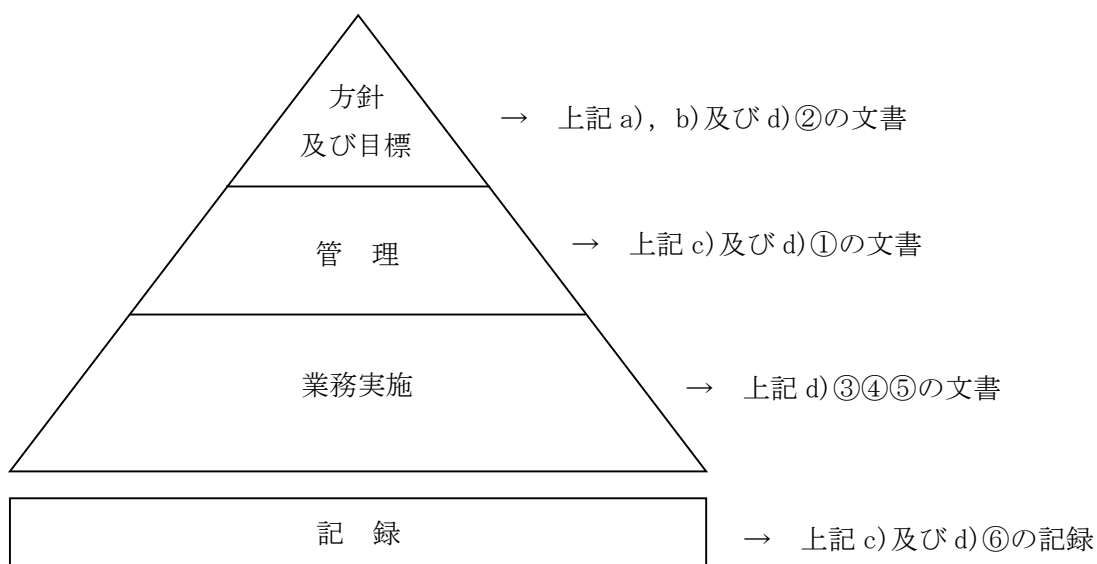 方針
及び目標
→ 上記 a), b)及び d)②の文書
管 理
→ 上記 c)及び d)①の文書
業務実施
→ 上記 d)③④⑤の文書
記 録
→ 上記 c)及び d)⑥の記録